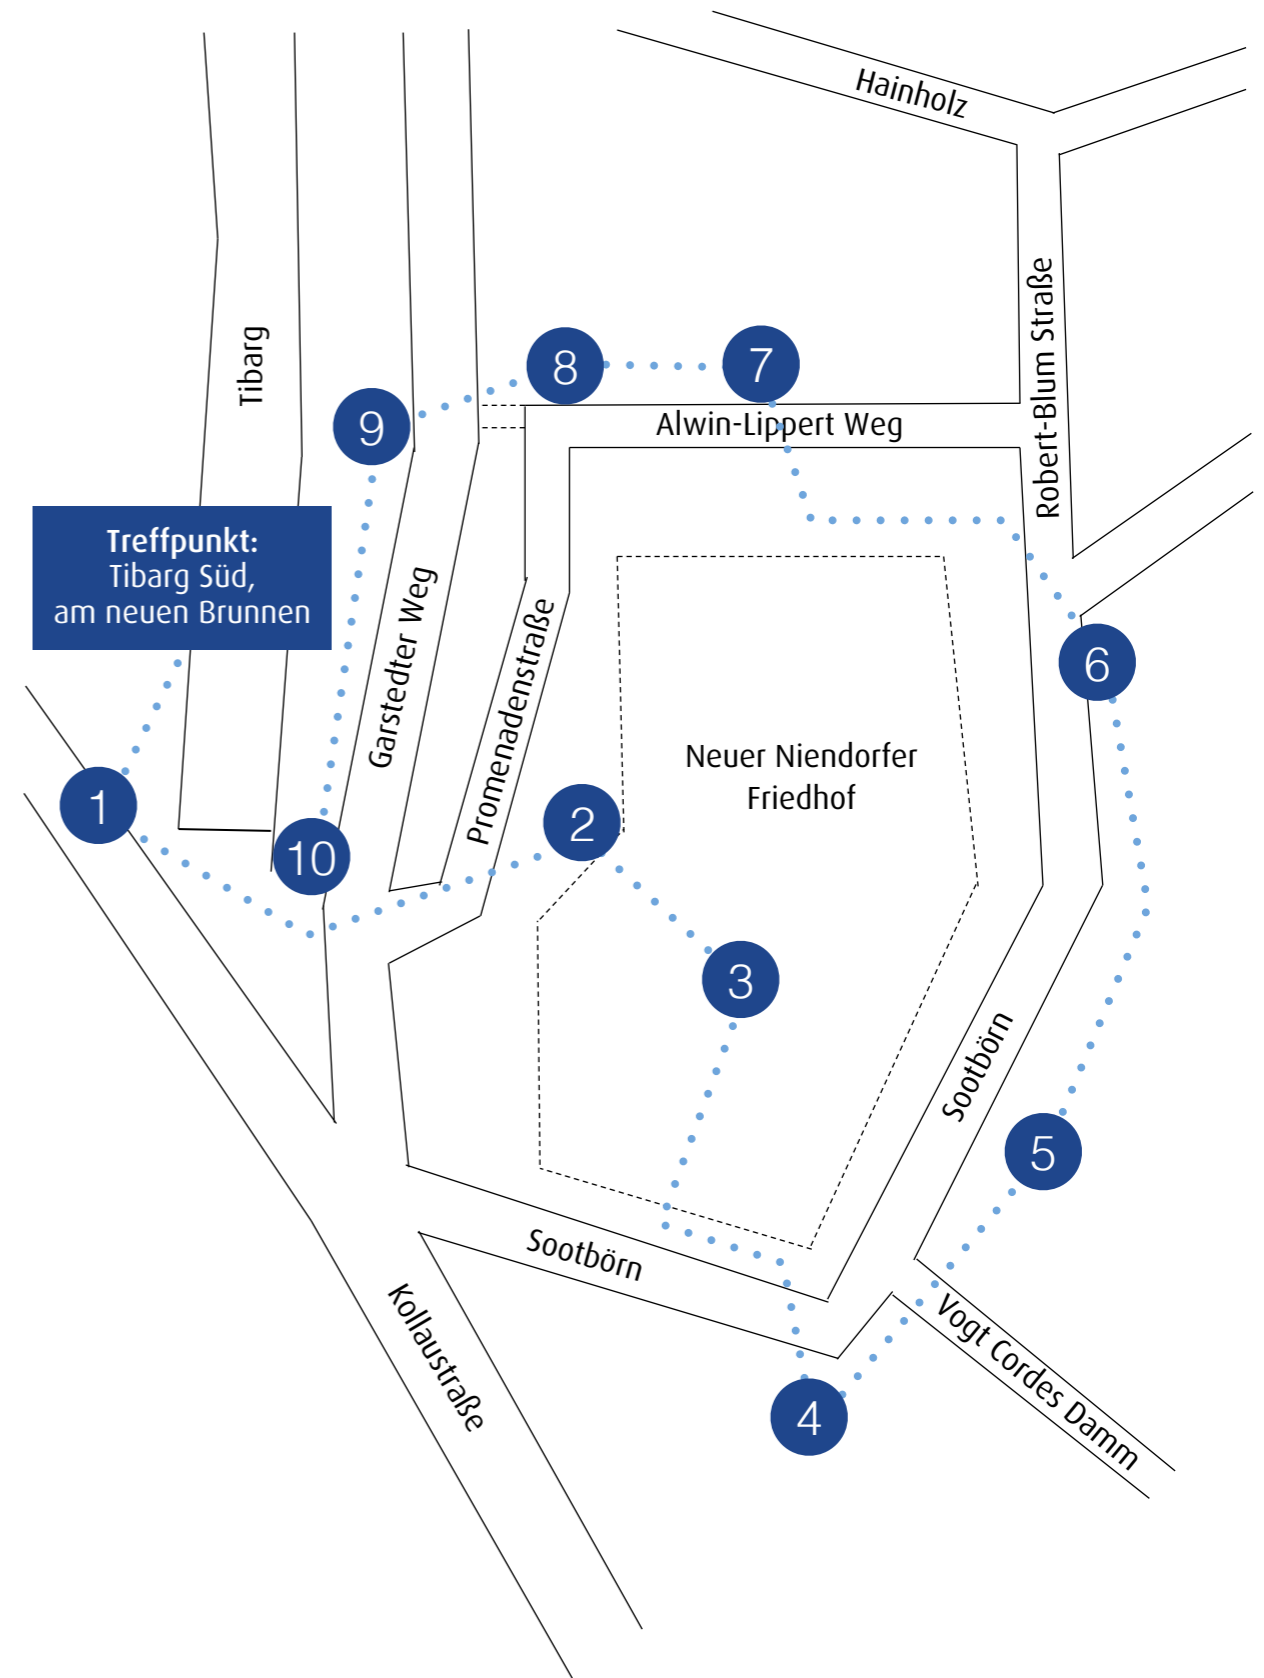 Hainholz
Robert-Blum Straße
Tibarg
8
7
9
Alwin-Lippert Weg
Treffpunkt:
Tibarg Süd,
am neuen Brunnen
Garstedter Weg
Promenadenstraße
6
Neuer Niendorfer
Friedhof
1
2
10
3
Sootbörn
5
Sootbörn
Kollaustraße
Vogt Cordes Damm
4